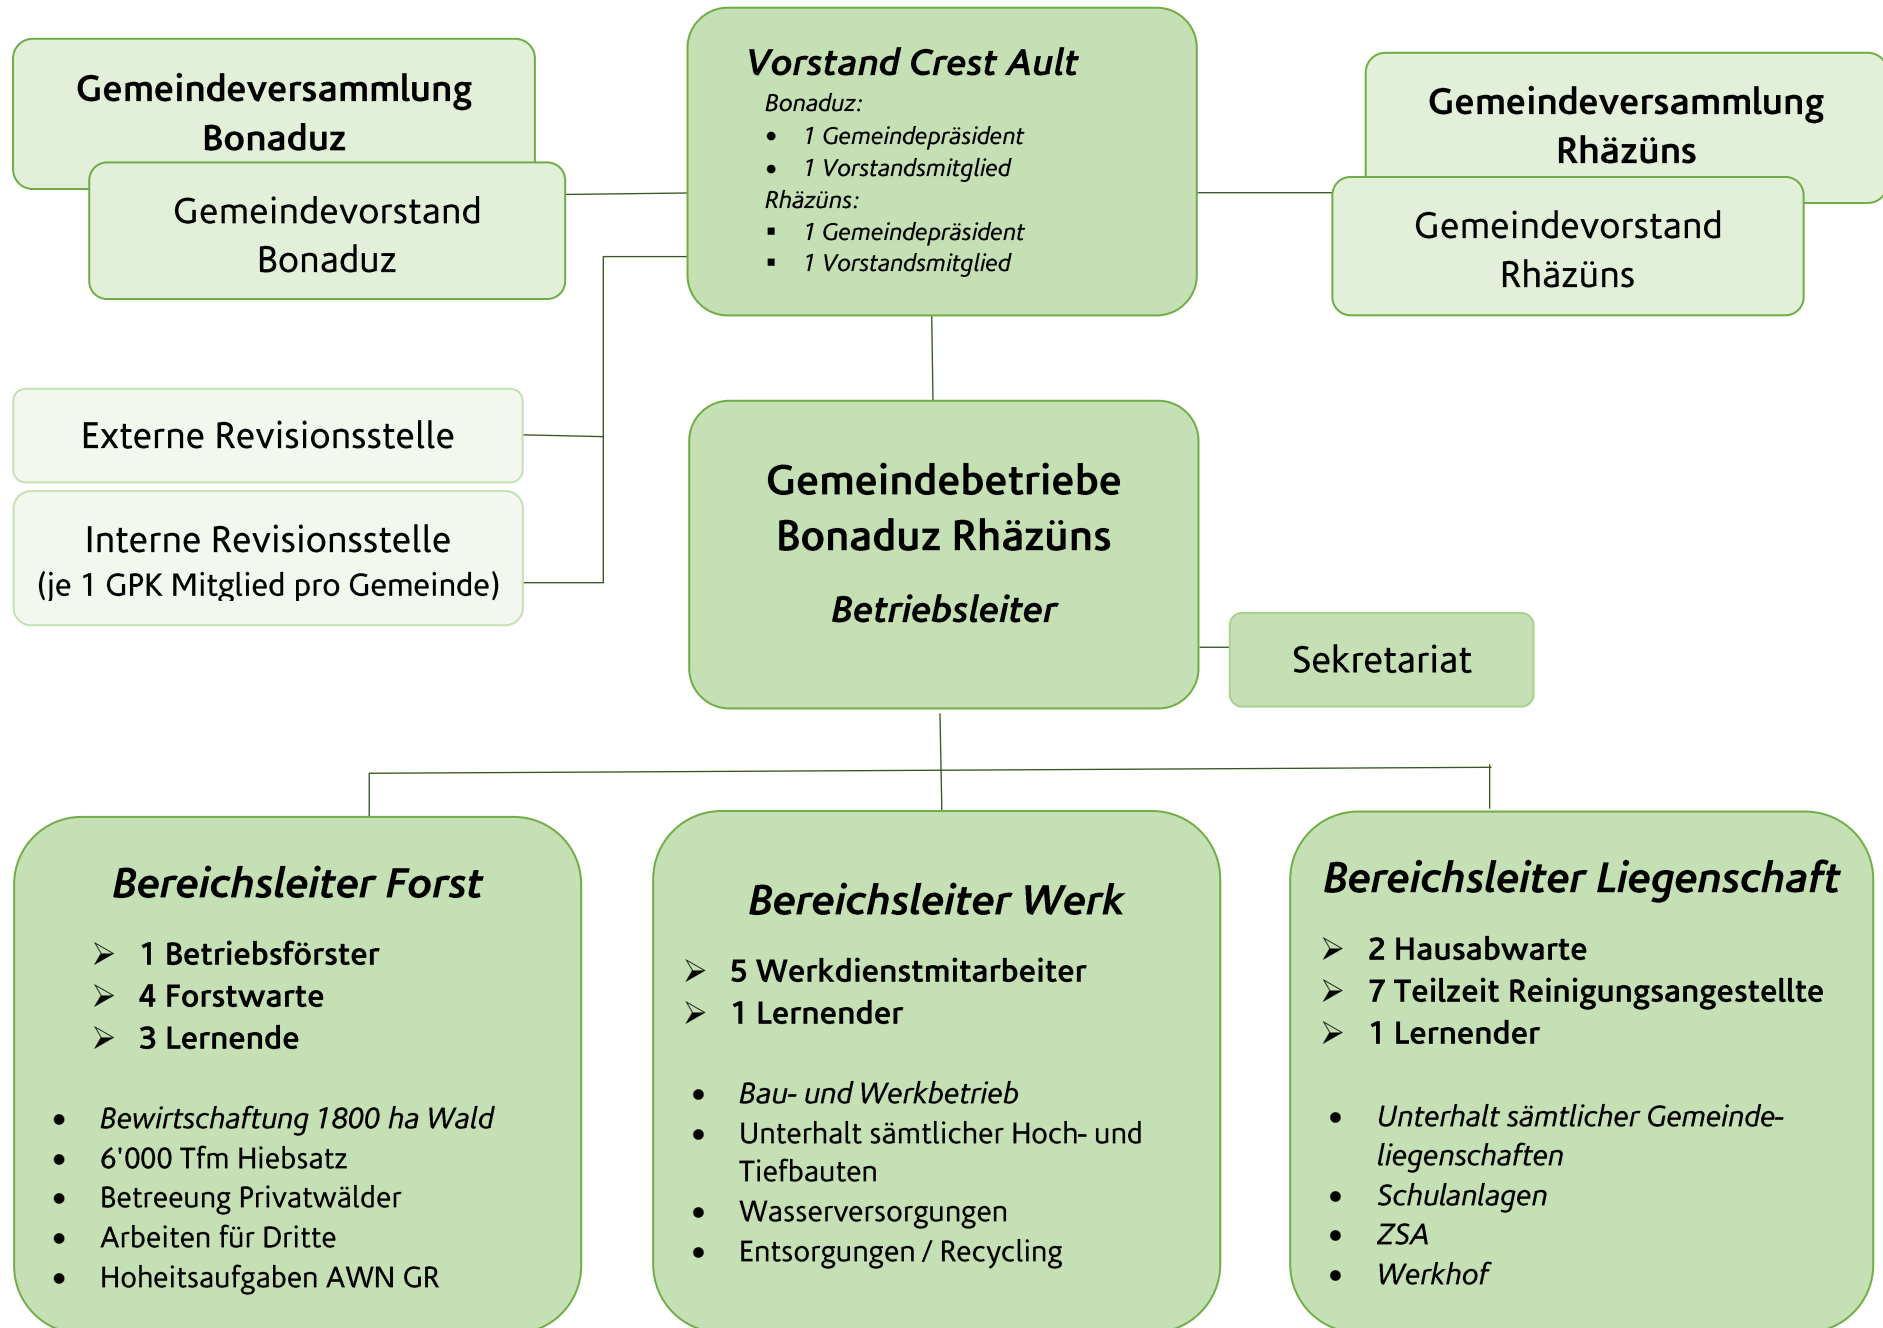 Gemeindeversammlung
Bonaduz
Gemeindevorstand
Bonaduz
Vorstand Crest Ault
Bonaduz:
• 1 Gemeindepräsident
• 1 Vorstandsmitglied
Rhäzüns:
▪ 1 Gemeindepräsident
▪ 1 Vorstandsmitglied
Gemeindeversammlung
Rhäzüns
Gemeindevorstand
Rhäzüns
Externe Revisionsstelle
Interne Revisionsstelle
(je 1 GPK Mitglied pro Gemeinde)
Gemeindebetriebe
Bonaduz Rhäzüns
Betriebsleiter
Sekretariat
Bereichsleiter Forst
➢ 1 Betriebsförster
➢ 4 Forstwarte
➢ 3 Lernende
• Bewirtschaftung 1800 ha Wald
• 6'000 Tfm Hiebsatz
• Betreeung Privatwälder
• Arbeiten für Dritte
• Hoheitsaufgaben AWN GR
Bereichsleiter Werk
➢ 5 Werkdienstmitarbeiter
➢ 1 Lernender
• Bau- und Werkbetrieb
• Unterhalt sämtlicher Hoch- und
Tiefbauten
• Wasserversorgungen
• Entsorgungen / Recycling
Bereichsleiter Liegenschaft
➢ 2 Hausabwarte
➢ 7 Teilzeit Reinigungsangestellte
➢ 1 Lernender
• Unterhalt sämtlicher Gemeinde-
liegenschaften
• Schulanlagen
• ZSA
• Werkhof